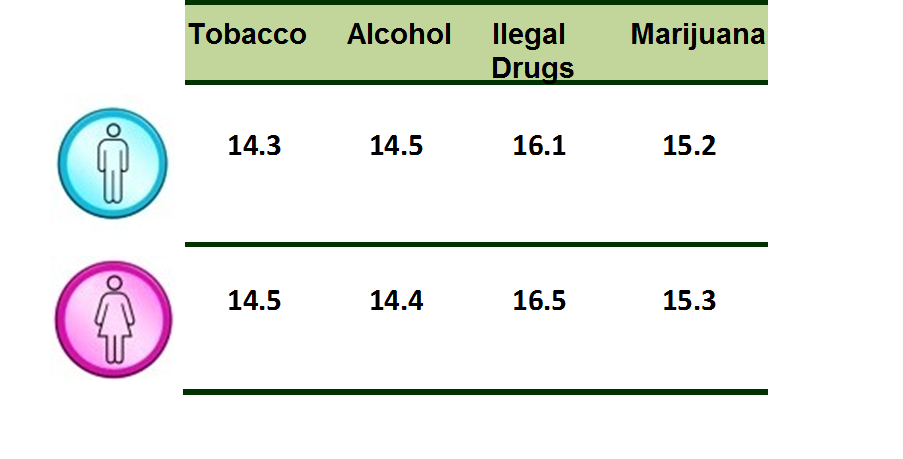 Tobacco Alcohol Ilegal Marijuana
Drugs
14.3 14.5 16.1 15.2
14.5 14.4 16.5 15.3